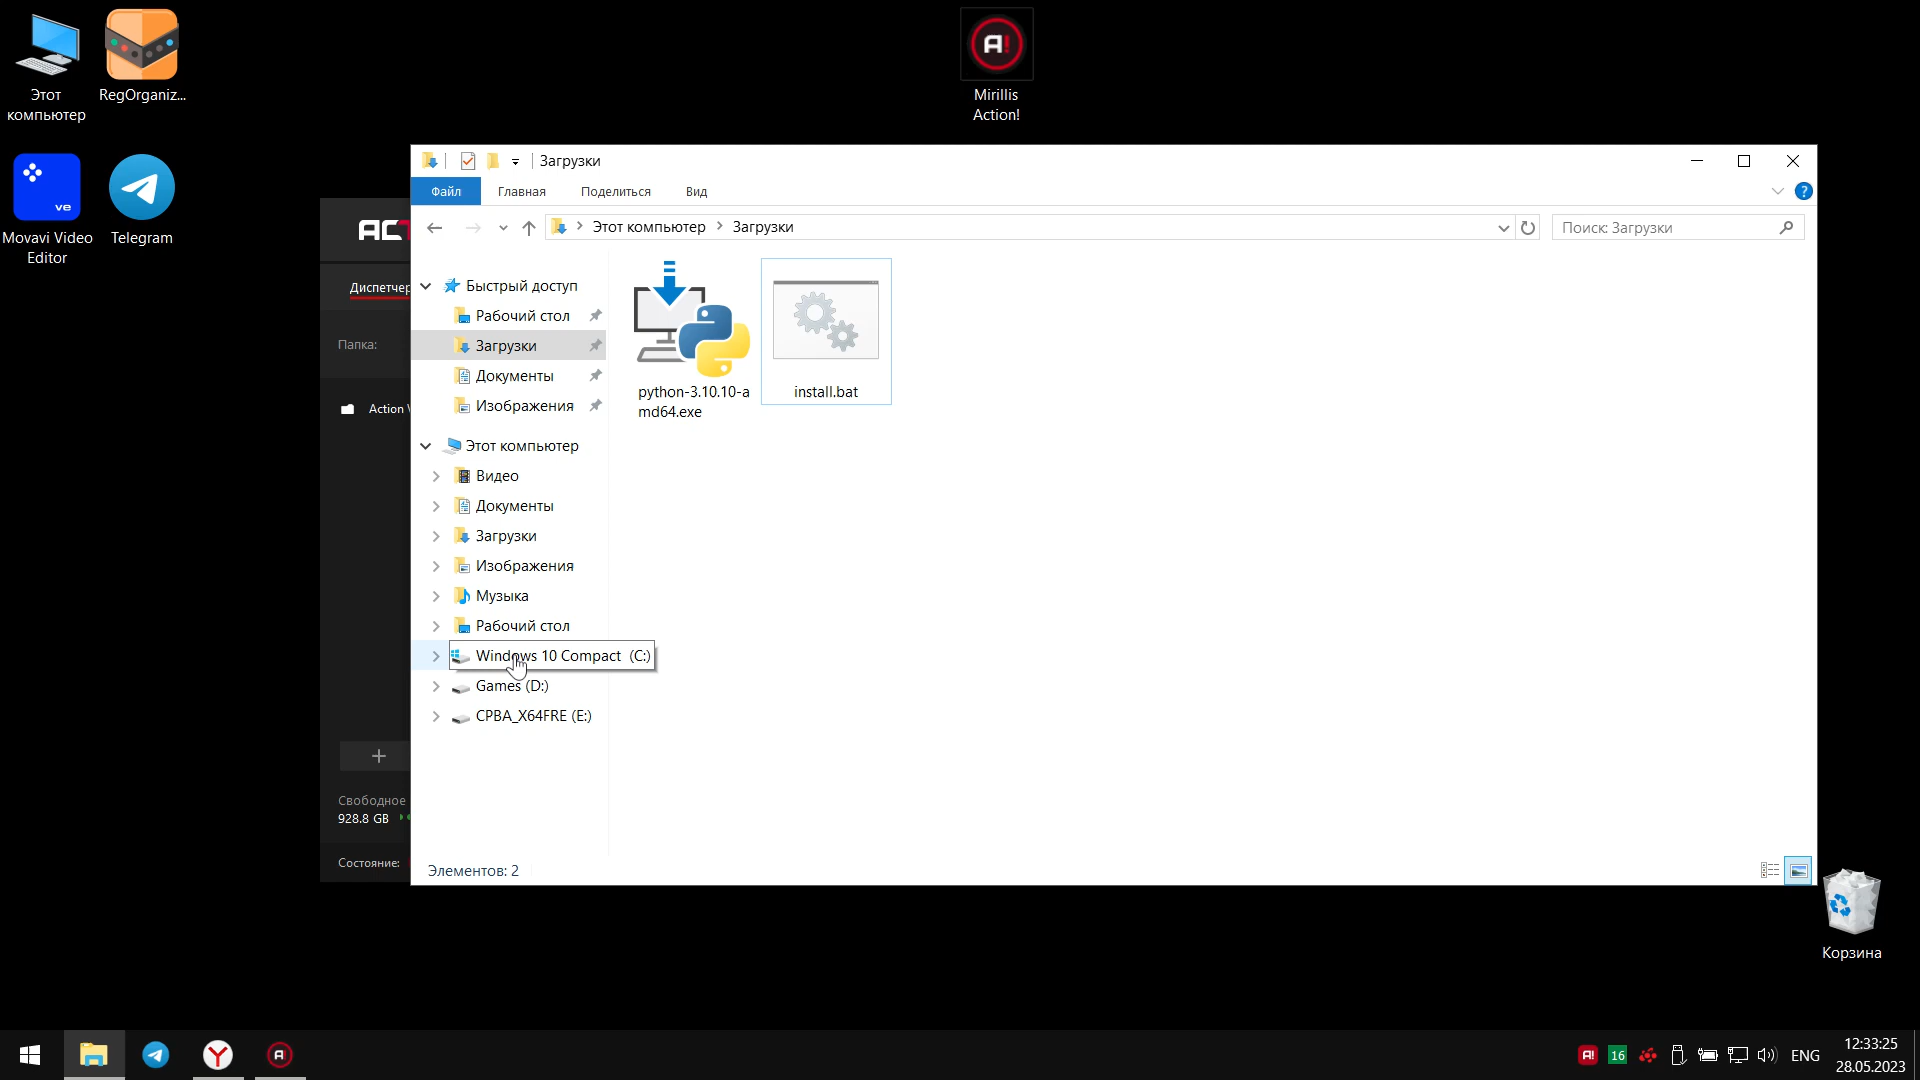 Этот
компьютер
RegOrganiz...
Mirillis
Action!
ve
Movavi Video
Editor
Telegram
Загрузки
Файл
Главная
Поделиться
Вид
Этот компьютер
Загрузки
Поиск: Загрузки
Диспетчер
Папка:
Action
Свободное
928.8 GB
Состояние:
Быстрый доступ
Рабочий стол
Загрузки
Документы
Изображения
Этот компьютер
Видео
Документы
Загрузки
Изображения
Музыка
Рабочий стол
Windows 10 Compact (C:)
Games (D:)
CPBA_X64FRE (E:)
python-3.10.10-a
md64.exe
install.bat
Элементов: 2
Корзина
A!
16
ENG
12:33:25
28.05.2023